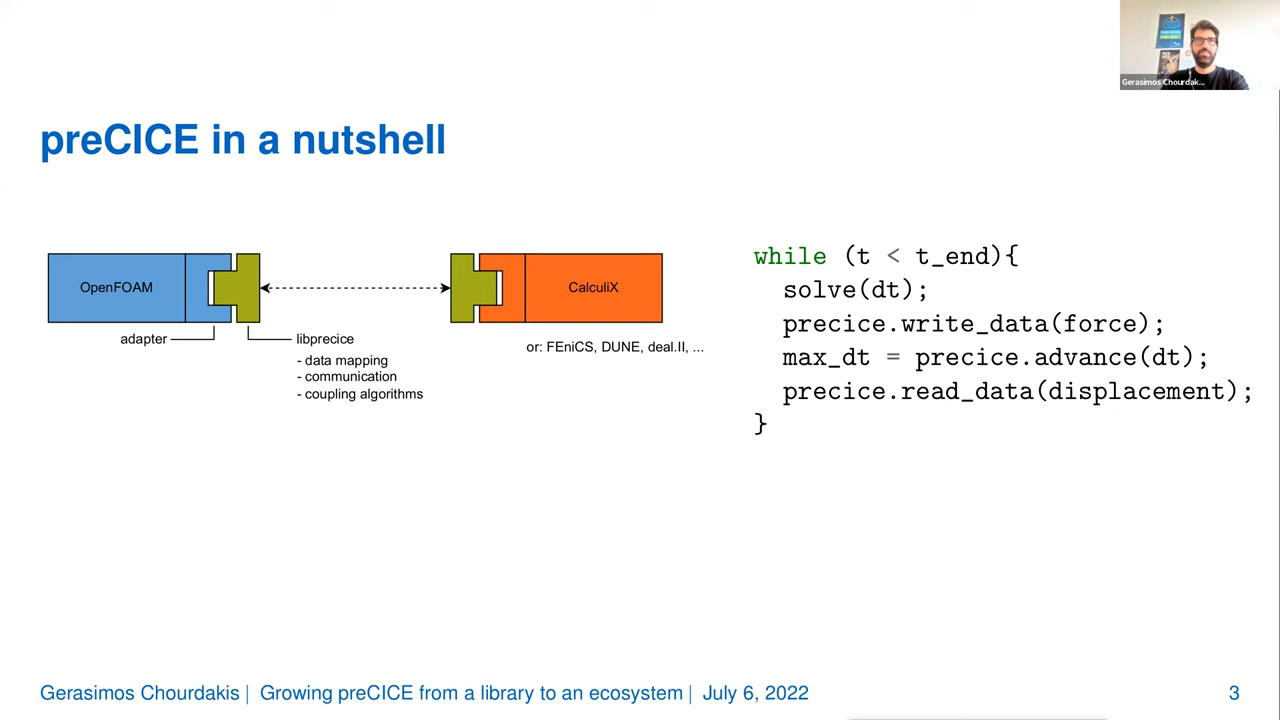 Gerasimos Chourdak...
preCICE in a nutshell
OpenFOAM
CalculiX
adapter
libprecice
- data mapping
- communication
- coupling algorithms
or: FEniCS, DUNE, deal.II, ...
while (t < t_end){
solve(dt);
precice.write_data(force);
max_dt = precice.advance(dt);
precice.read_data(displacement);
}
Gerasimos Chourdakis | Growing preCICE from a library to an ecosystem | July 6, 2022
3